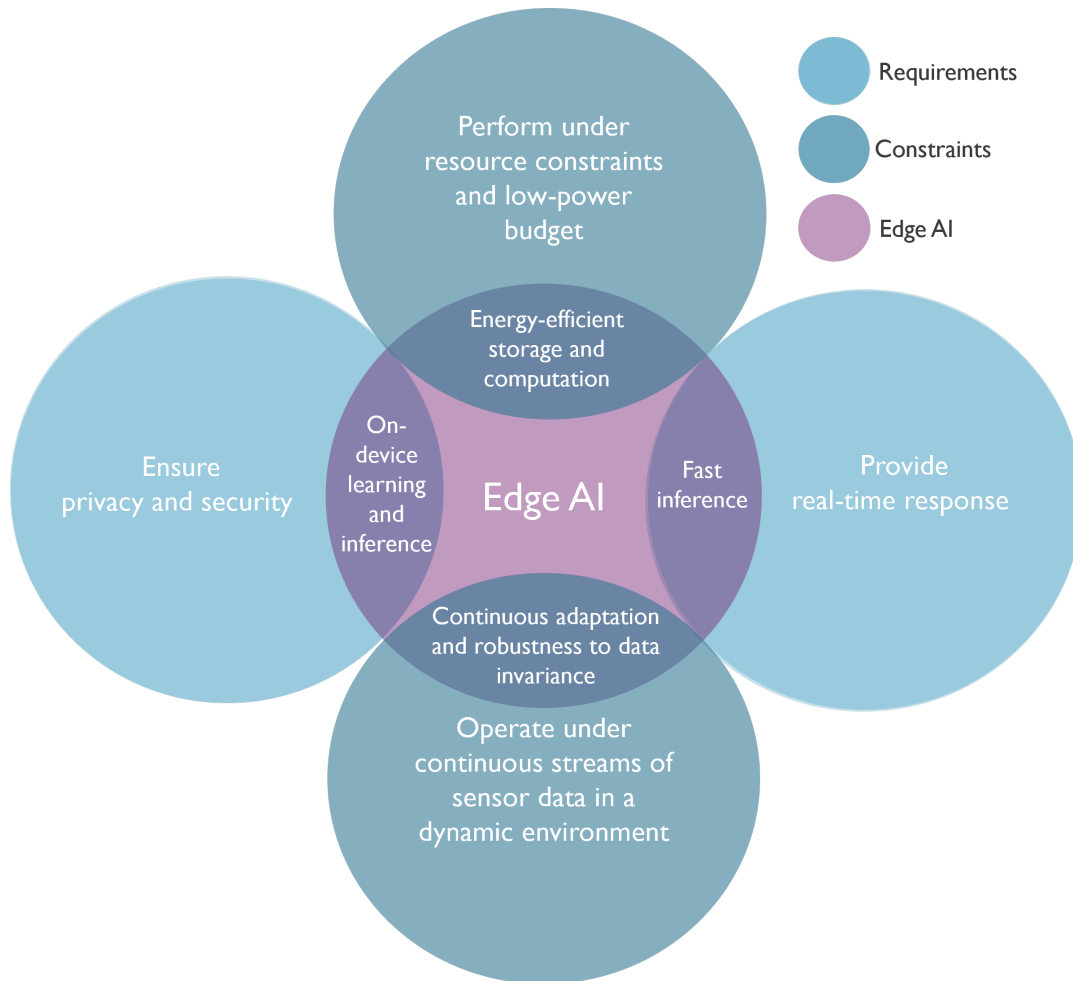 Requirements
Constraints
Edge AI
Perform under
resource constraints
and low-power
budget
Energy-efficient
storage and
computation
Ensure
privacy and security
On-
device
learning
and
inference
Edge AI
Fast
inference
Provide
real-time response
Continuous adaptation
and robustness to data
invariance
Operate under
continuous streams of
sensor data in a
dynamic environment